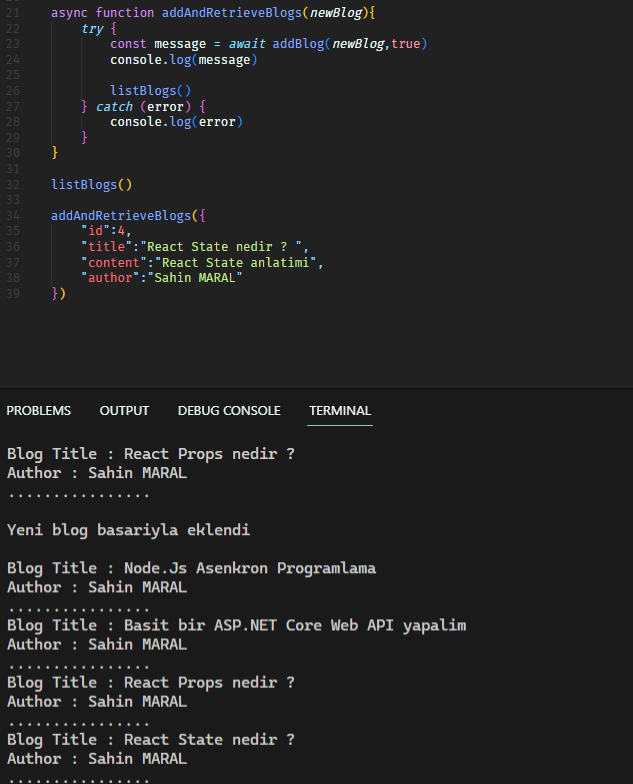 21 async function addAndRetrieveBlogs(newBlog){
22 try {
23 const message = await addBlog(newBlog,true)
24 console.log(message)
25
26 listBlogs()
27 } catch (error) {
28 console.log(error)
29 }
30 }
31
32 listBlogs()
33
34 addAndRetrieveBlogs({
35 "id":4,
36 "title":"React State nedir ? ",
37 "content":"React State anlatimi",
38 "author":"Sahin MARAL"
39 })
PROBLEMS OUTPUT DEBUG CONSOLE TERMINAL
Blog Title : React Props nedir ?
Author : Sahin MARAL
................
Yeni blog basariyla eklendi
Blog Title : Node.Js Asenkron Programlama
Author : Sahin MARAL
................
Blog Title : Basit bir ASP.NET Core Web API yapalim
Author : Sahin MARAL
................
Blog Title : React Props nedir ?
Author : Sahin MARAL
................
Blog Title : React State nedir ?
Author : Sahin MARAL
................